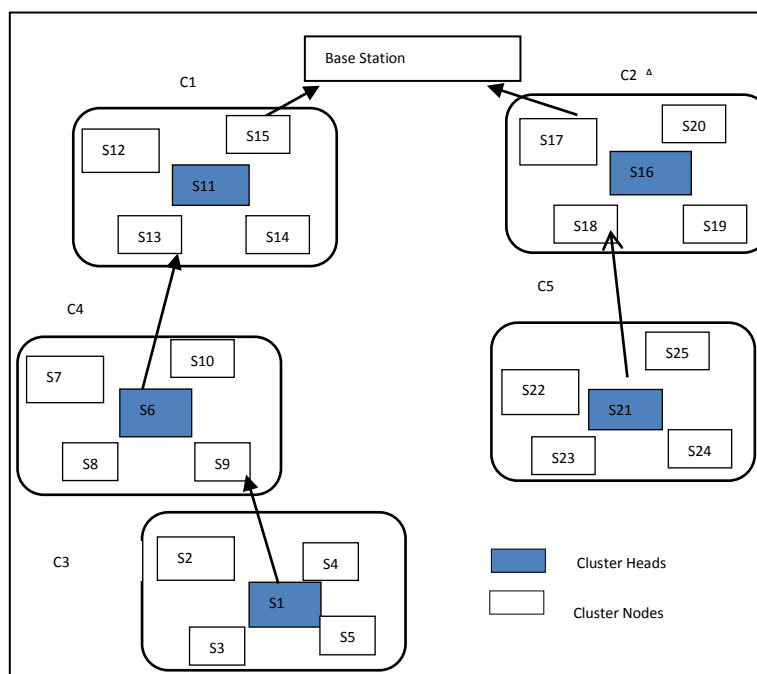 Base Station
C1
C2 Δ
S15
S12
S11
S13
S14
S20
S17
S16
S18
S19
C4
C5
S10
S7
S6
S8
S9
S25
S22
S21
S23
S24
C3
S2
S4
S1
S5
S3
Cluster Heads
Cluster Nodes